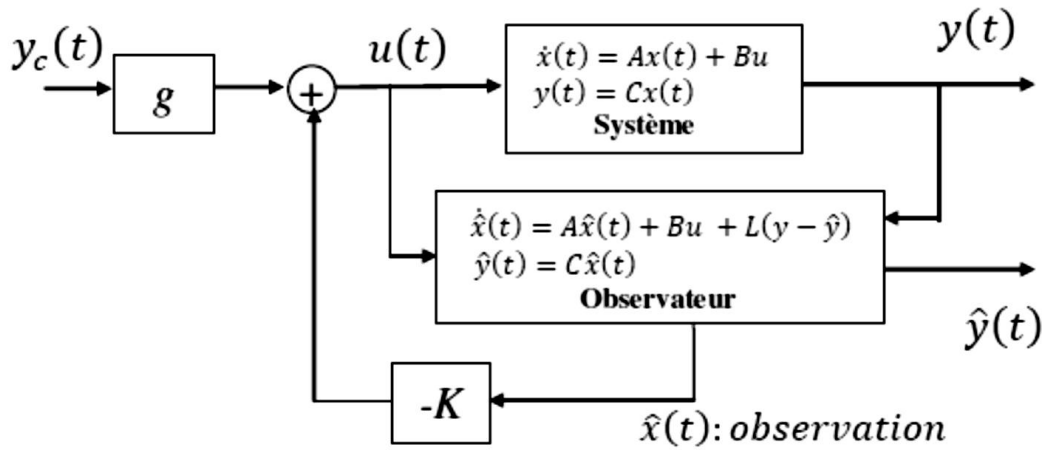 y_c(t)
g
+
u(t)
ẋ(t) = Ax(t) + Bu
y(t) = Cx(t)
Système
y(t)
x̂̇(t) = Ax̂(t) + Bu + L(y − ŷ)
ŷ(t) = Cx̂(t)
Observateur
ŷ(t)
-K
x̂(t): observation